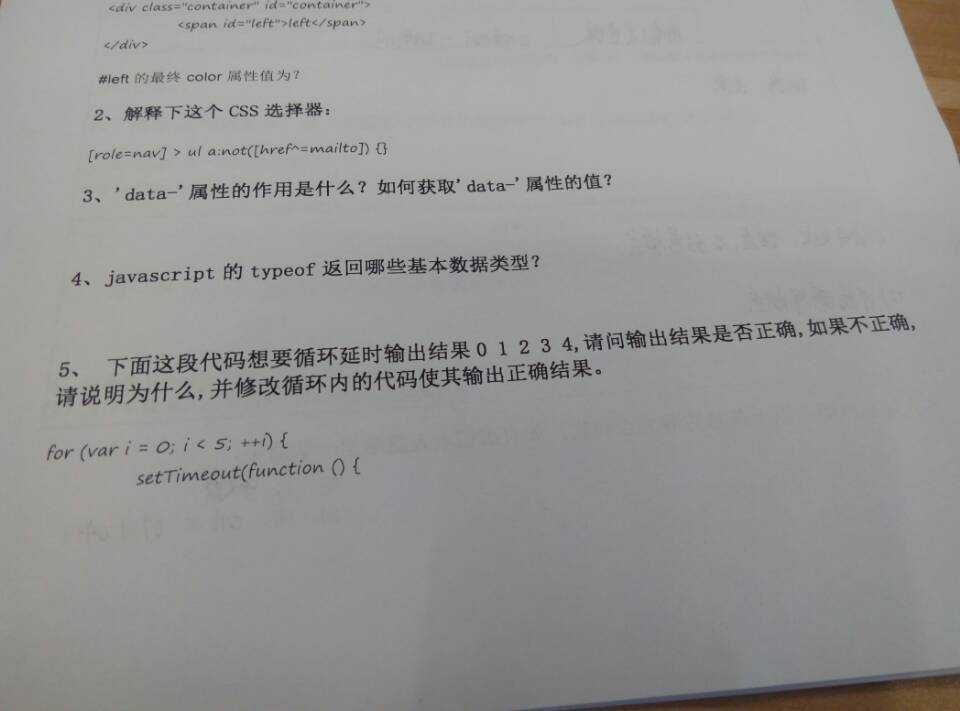 <div class="container" id="container">
<span id="left">left</span>
</div>
#left 的最终 color 属性值为?
2、解释下这个 CSS 选择器:
[role=nav] > ul a:not([href^=mailto]) {}
3、'data-'属性的作用是什么? 如何获取'data-'属性的值?
4、javascript 的 typeof 返回哪些基本数据类型?
5、 下面这段代码想要循环延时输出结果 0 1 2 3 4,请问输出结果是否正确,如果不正确,
请说明为什么,并修改循环内的代码使其输出正确结果。
for (var i = 0; i < 5; ++i) {
setTimeout(function () {